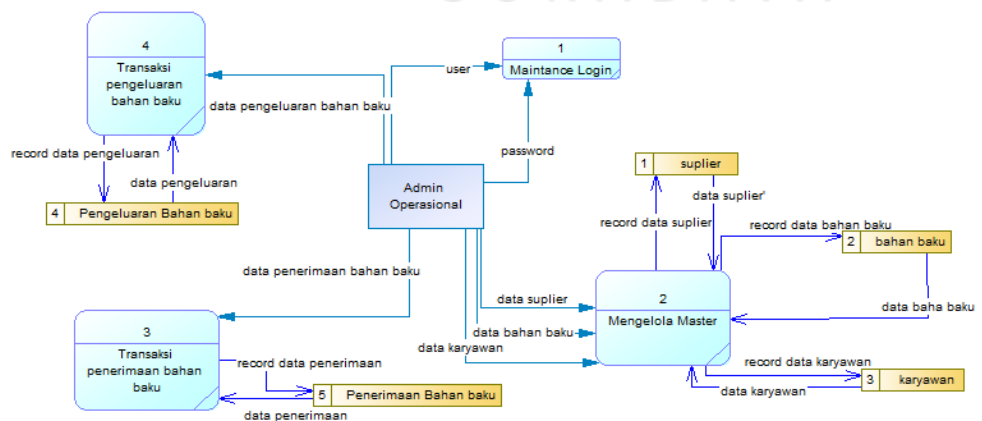 4
Transaksi
pengeluaran
bahan baku
1
Maintance Login
user
data pengeluaran bahan baku
password
record data pengeluaran
data pengeluaran
4 Pengeluaran Bahan baku
Admin
Operasional
1 suplier
data suplier'
record data suplier
record data bahan baku
2 bahan baku
data penerimaan bahan baku
2
Mengelola Master
data suplier
data bahan baku
data karyawan
data baha baku
3
Transaksi
penerimaan bahan
baku
record data penerimaan
5 Penerimaan Bahan baku
data penerimaan
record data karyawan
3 karyawan
data karyawan